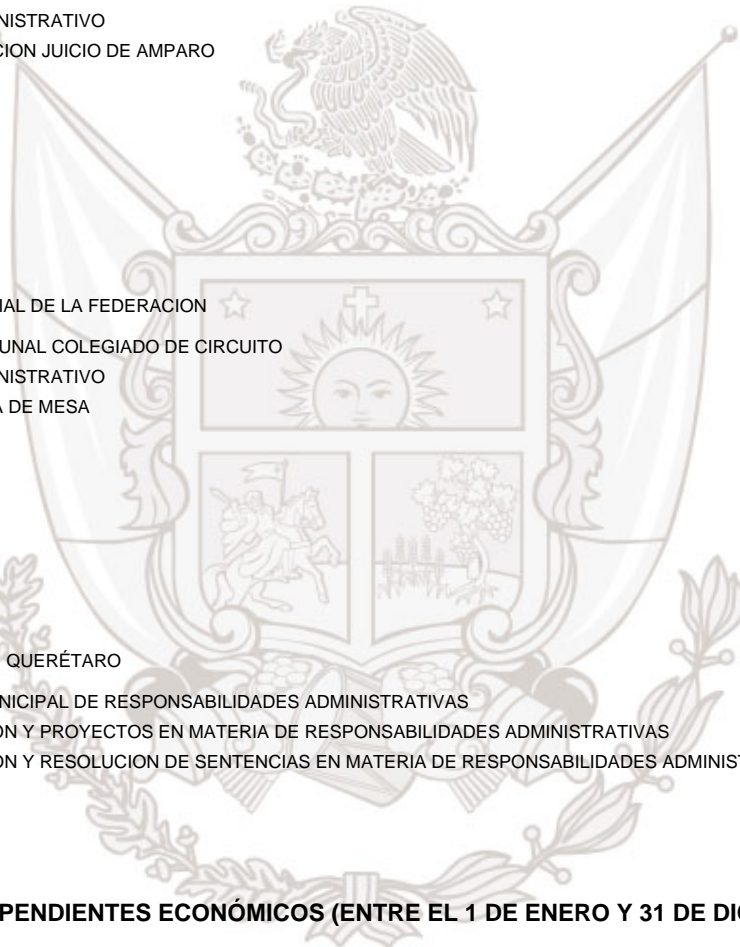 NISTRATIVO
CION JUICIO DE AMPARO
IAL DE LA FEDERACION
UNAL COLEGIADO DE CIRCUITO
NISTRATIVO
A DE MESA
QUERÉTARO
NICIPAL DE RESPONSABILIDADES ADMINISTRATIVAS
ON Y PROYECTOS EN MATERIA DE RESPONSABILIDADES ADMINISTRATIVAS
ON Y RESOLUCION DE SENTENCIAS EN MATERIA DE RESPONSABILIDADES ADMINIST
PENDIENTES ECONÓMICOS (ENTRE EL 1 DE ENERO Y 31 DE DIC